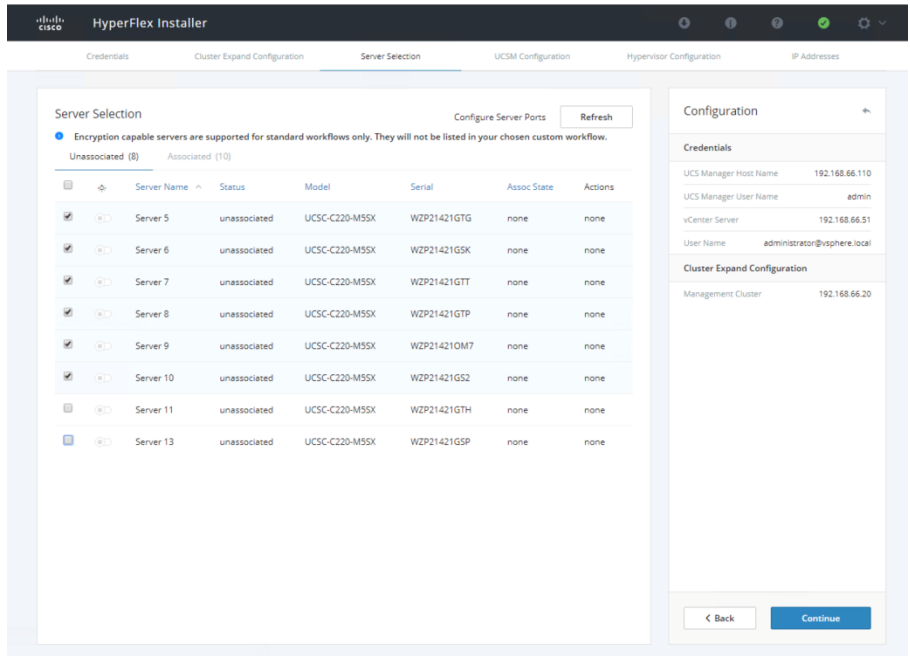 cisco HyperFlex Installer
Credentials Cluster Expand Configuration Server Selection UCSM Configuration Hypervisor Configuration IP Addresses
Server Selection Configure Server Ports Refresh
Encryption capable servers are supported for standard workflows only. They will not be listed in your chosen custom workflow.
Unassociated (8) Associated (10)
Server Name Status Model Serial Assoc State Actions
Server 5 unassociated UCSC-C220-M5SX WZP21421GTG none none
Server 6 unassociated UCSC-C220-M5SX WZP21421GSK none none
Server 7 unassociated UCSC-C220-M5SX WZP21421GTT none none
Server 8 unassociated UCSC-C220-M5SX WZP21421GTP none none
Server 9 unassociated UCSC-C220-M5SX WZP21421OM7 none none
Server 10 unassociated UCSC-C220-M5SX WZP21421GS2 none none
Server 11 unassociated UCSC-C220-M5SX WZP21421GTH none none
Server 13 unassociated UCSC-C220-M5SX WZP21421GSP none none
Configuration
Credentials
UCS Manager Host Name 192.168.66.110
UCS Manager User Name admin
vCenter Server 192.168.66.51
User Name administrator@vsphere.local
Cluster Expand Configuration
Management Cluster 192.168.66.20
< Back Continue